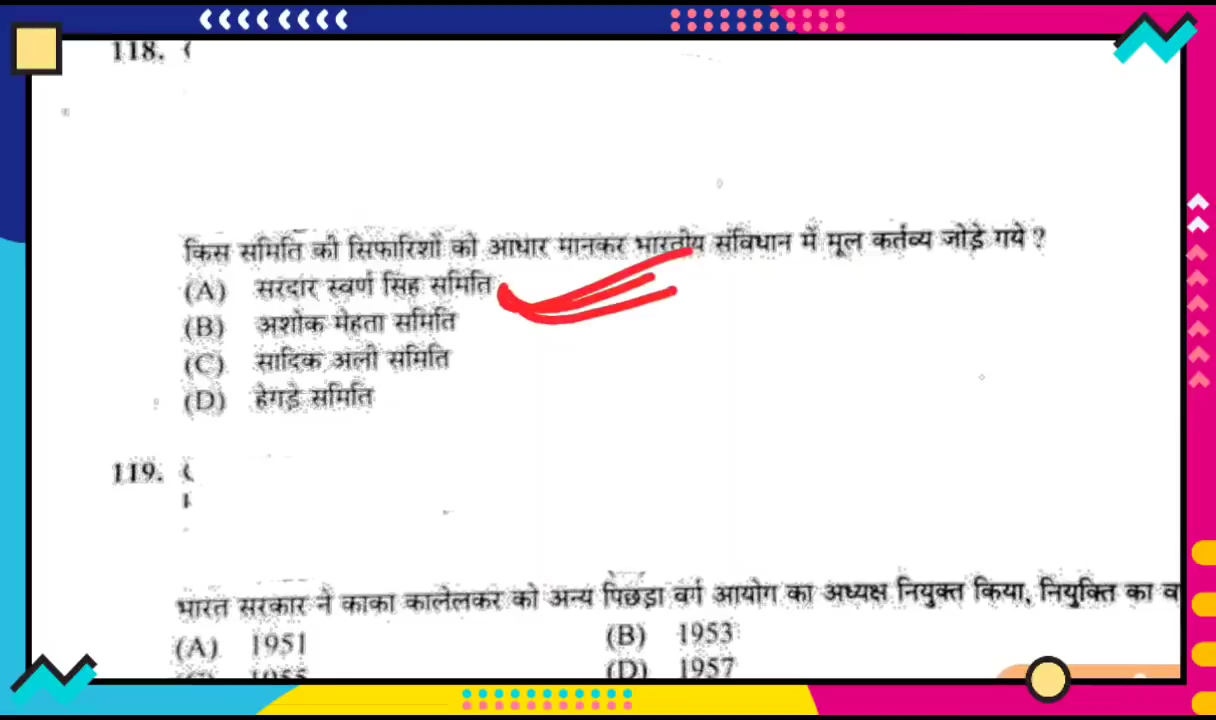 118.
किस समिति की सिफारिशों को आधार मानकर भारतीय संविधान में मूल कर्तव्य जोड़े गये ?
(A) सरदार स्वर्ण सिंह समिति
(B) अशोक मेहता समिति
(C) सादिक अली समिति
(D) हेगड़े समिति
119.
भारत सरकार ने काका कालेलकर को अन्य पिछड़ा वर्ग आयोग का अध्यक्ष नियुक्त किया, नियुक्ति का
(A) 1951 (B) 1953
(C) 1955 (D) 1957